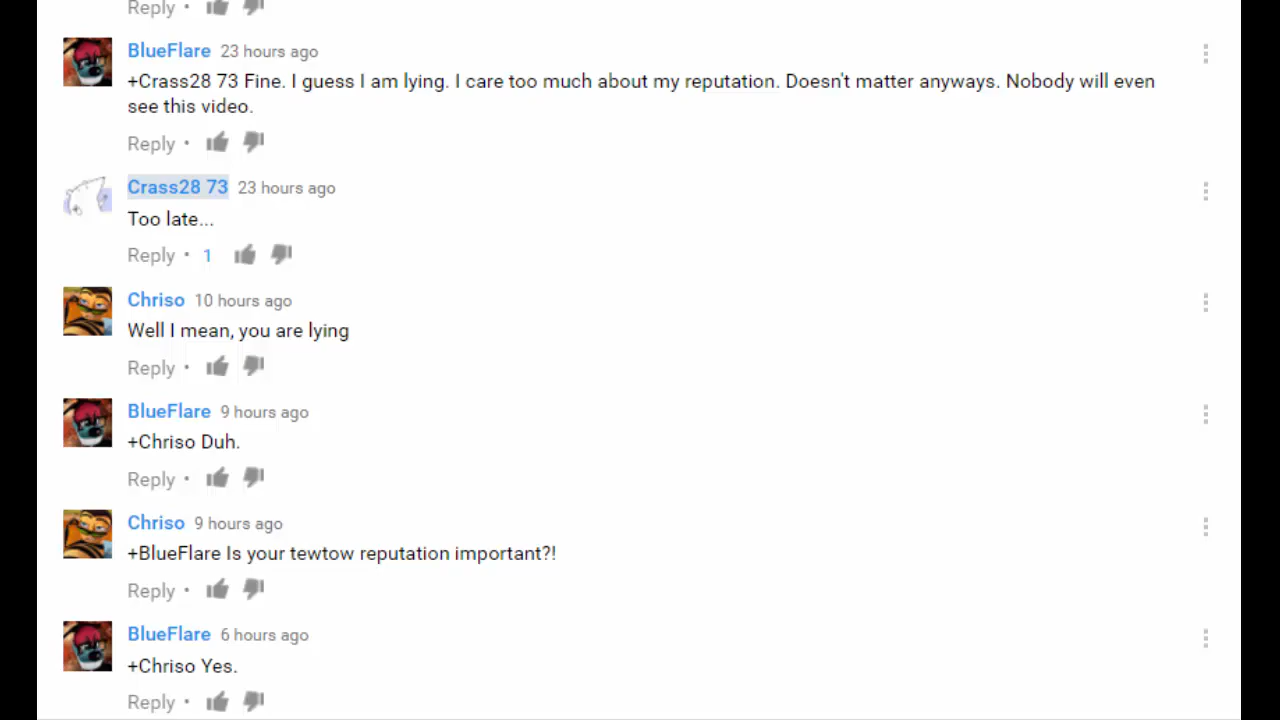 Reply •
BlueFlare 23 hours ago
+Crass28 73 Fine. I guess I am lying. I care too much about my reputation. Doesn't matter anyways. Nobody will even
see this video.
Reply •
Crass28 73 23 hours ago
Too late...
Reply • 1
Chriso 10 hours ago
Well I mean, you are lying
Reply •
BlueFlare 9 hours ago
+Chriso Duh.
Reply •
Chriso 9 hours ago
+BlueFlare Is your tewtow reputation important?!
Reply •
BlueFlare 6 hours ago
+Chriso Yes.
Reply •